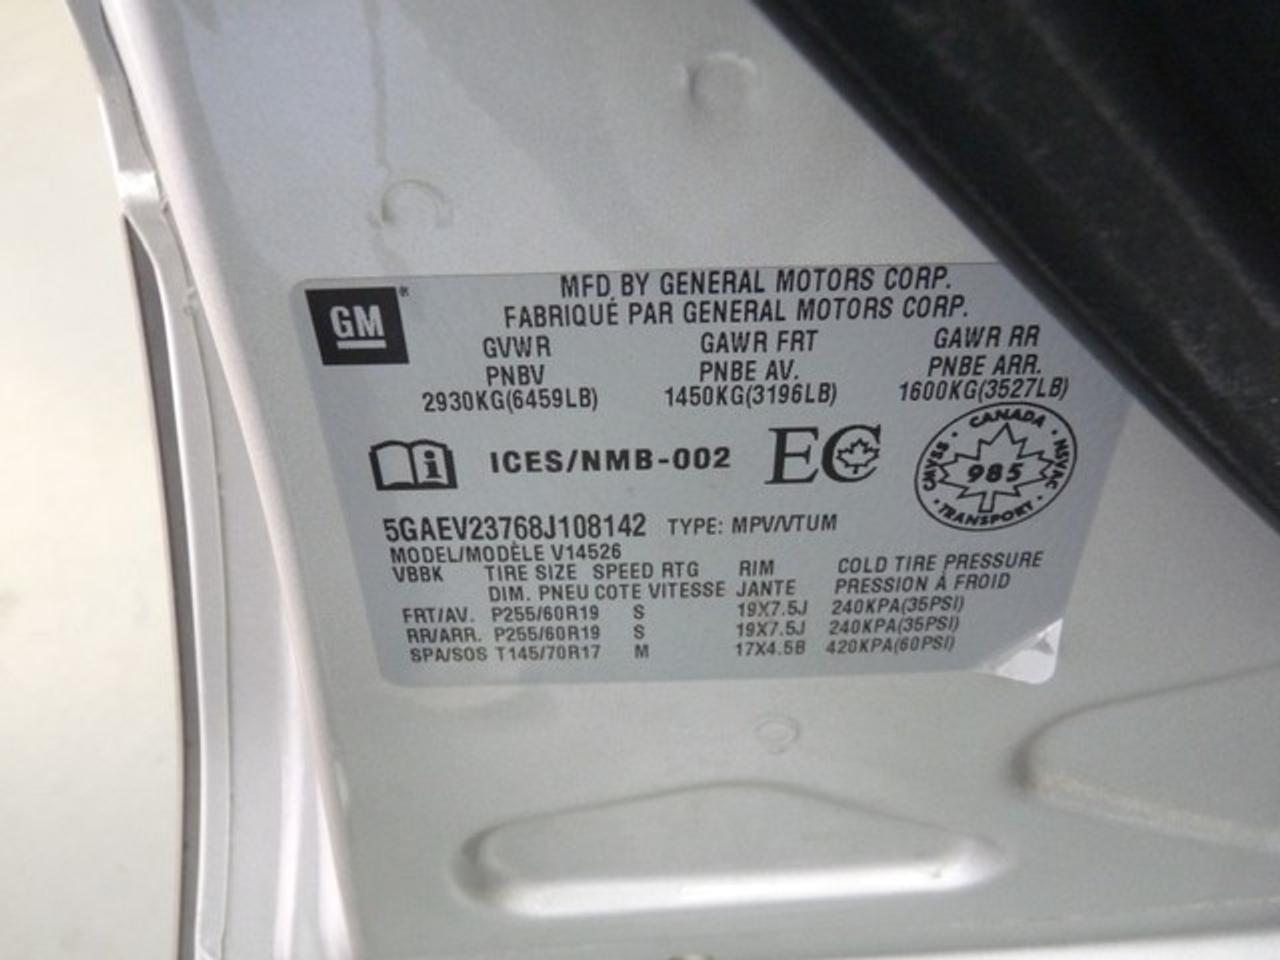 GM
MFD BY GENERAL MOTORS CORP.
FABRIQUÉ PAR GENERAL MOTORS CORP.
GVWR GAWR FRT GAWR RR
PNBV PNBE AV. PNBE ARR.
2930KG(6459LB) 1450KG(3196LB) 1600KG(3527LB)
i ICES/NMB-002 EC
CANADA
CMVSS 985 NSVAC
TRANSPORT
5GAEV23768J108142 TYPE: MPV/VTUM
MODEL/MODÈLE V14526
VBBK TIRE SIZE SPEED RTG RIM COLD TIRE PRESSURE
DIM. PNEU COTE VITESSE JANTE PRESSION À FROID
FRT/AV. P255/60R19 S 19X7.5J 240KPA(35PSI)
RR/ARR. P255/60R19 S 19X7.5J 240KPA(35PSI)
SPA/SOS T145/70R17 M 17X4.5B 420KPA(60PSI)